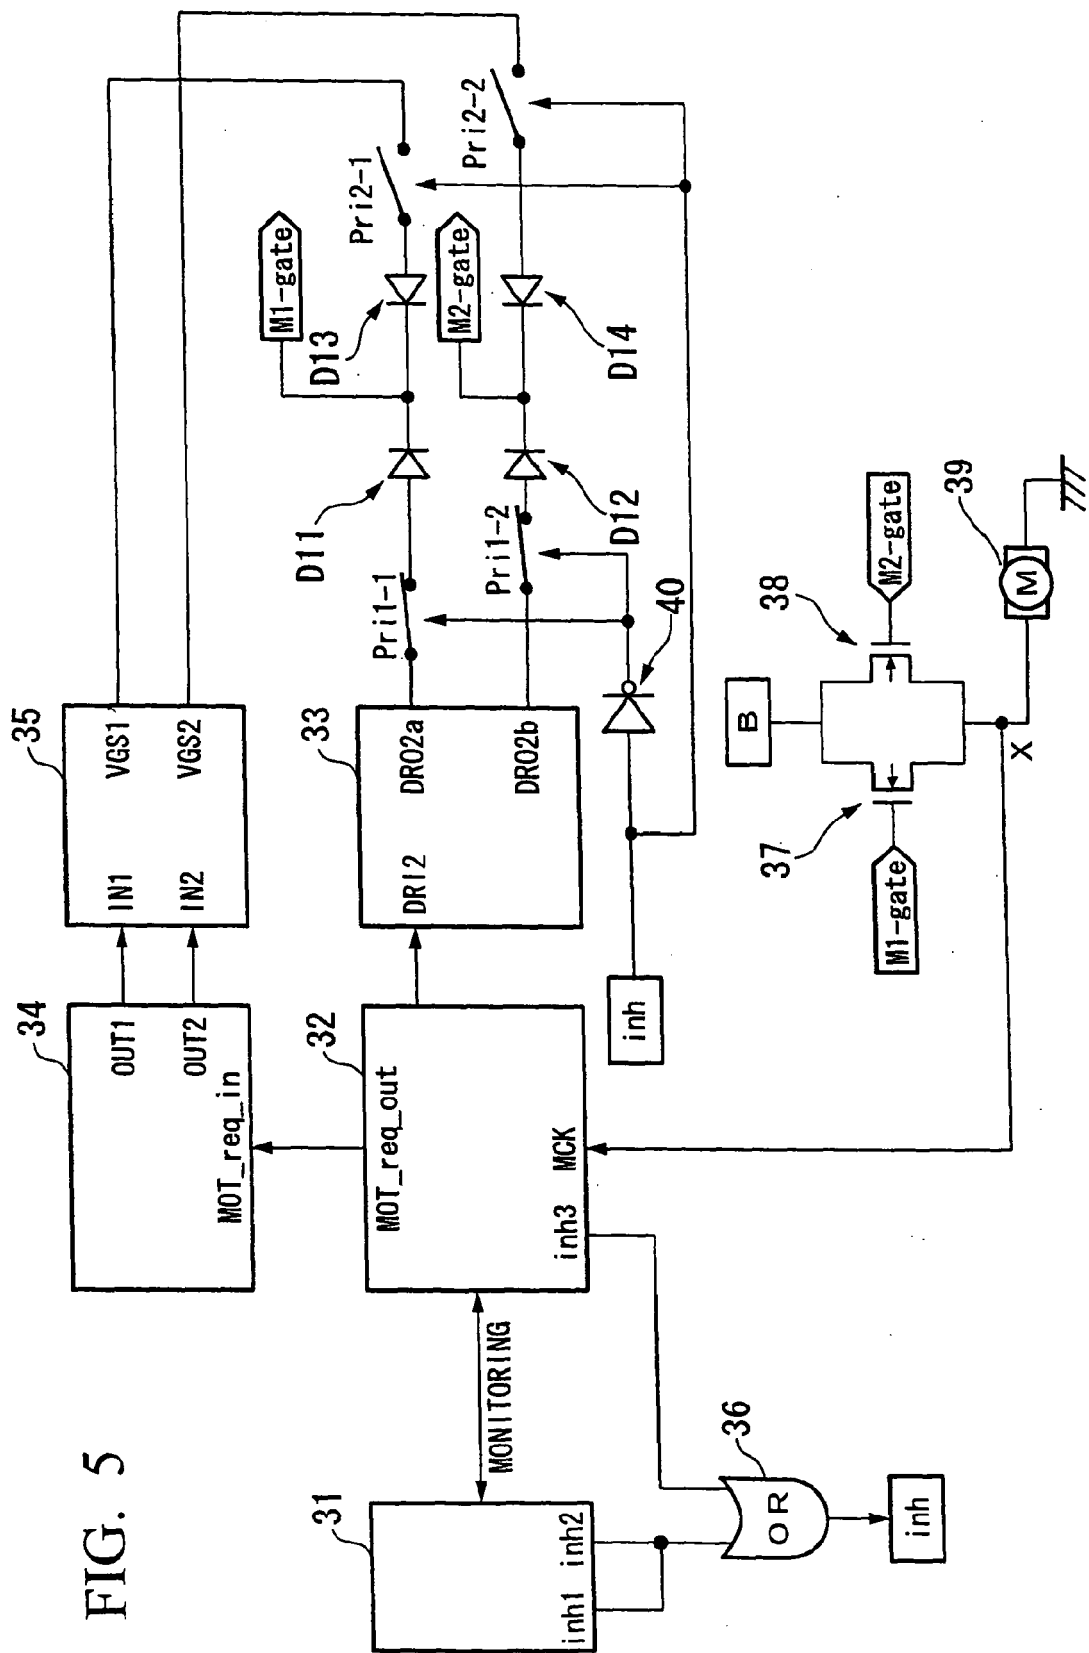 FIG. 5
31
inh1
inh2
MONITORING
32
MOT_req_out
inh3
MCK
34
OUT1
OUT2
MOT_req_in
35
IN1
IN2
VGS1
VGS2
33
DRI2
DRO2a
DRO2b
Pri1-1
Pri1-2
D11
D12
M1-gate
M2-gate
D13
D14
Pri2-1
Pri2-2
inh
40
36
OR
inh
B
37
38
M1-gate
M2-gate
X
39
M